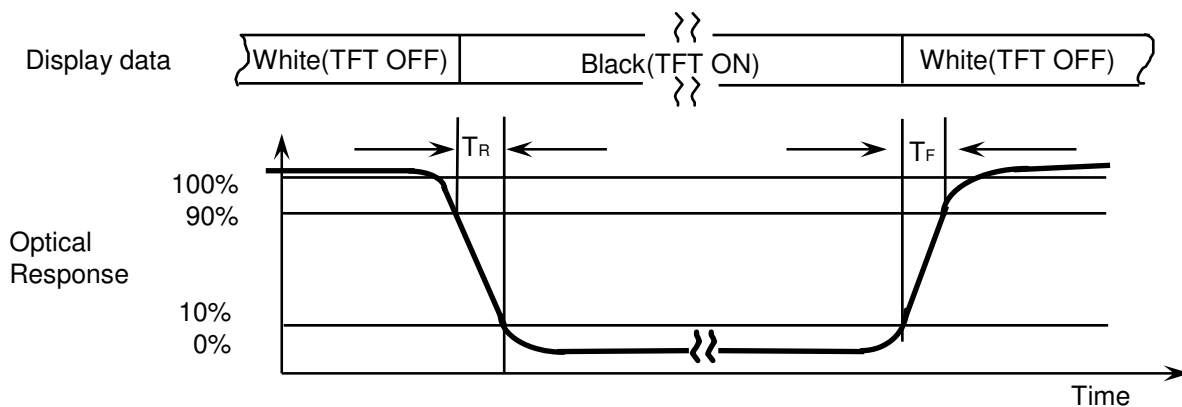 Display data
White(TFT OFF)
Black(TFT ON)
White(TFT OFF)
TR
TF
100%
90%
Optical
Response
10%
0%
Time